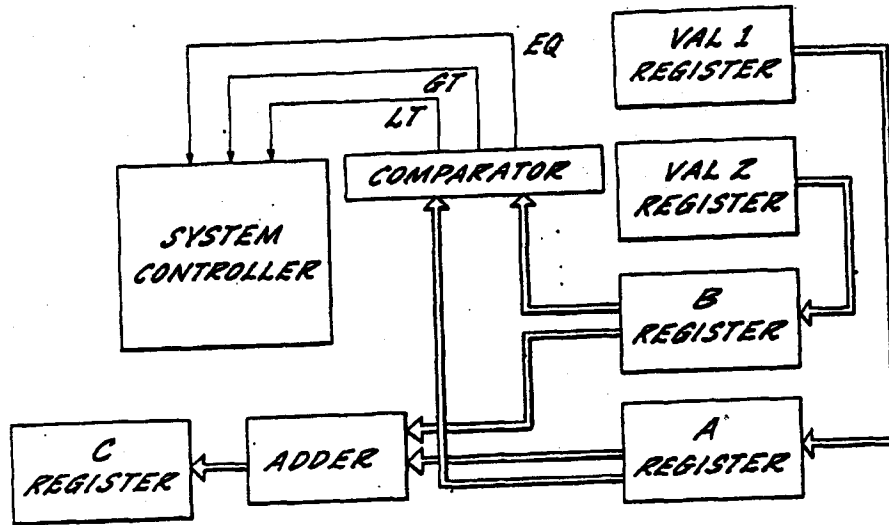 EQ
GT
LT
VAL 1
REGISTER
COMPARATOR
VAL 2
REGISTER
SYSTEM
CONTROLLER
B
REGISTER
C
REGISTER
ADDER
A
REGISTER